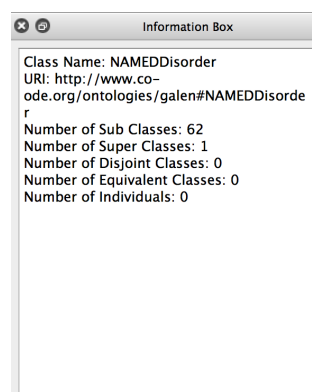 Information Box
Class Name: NAMEDDisorder
URI: http://www.co-
ode.org/ontologies/galen#NAMEDDisorde
r
Number of Sub Classes: 62
Number of Super Classes: 1
Number of Disjoint Classes: 0
Number of Equivalent Classes: 0
Number of Individuals: 0